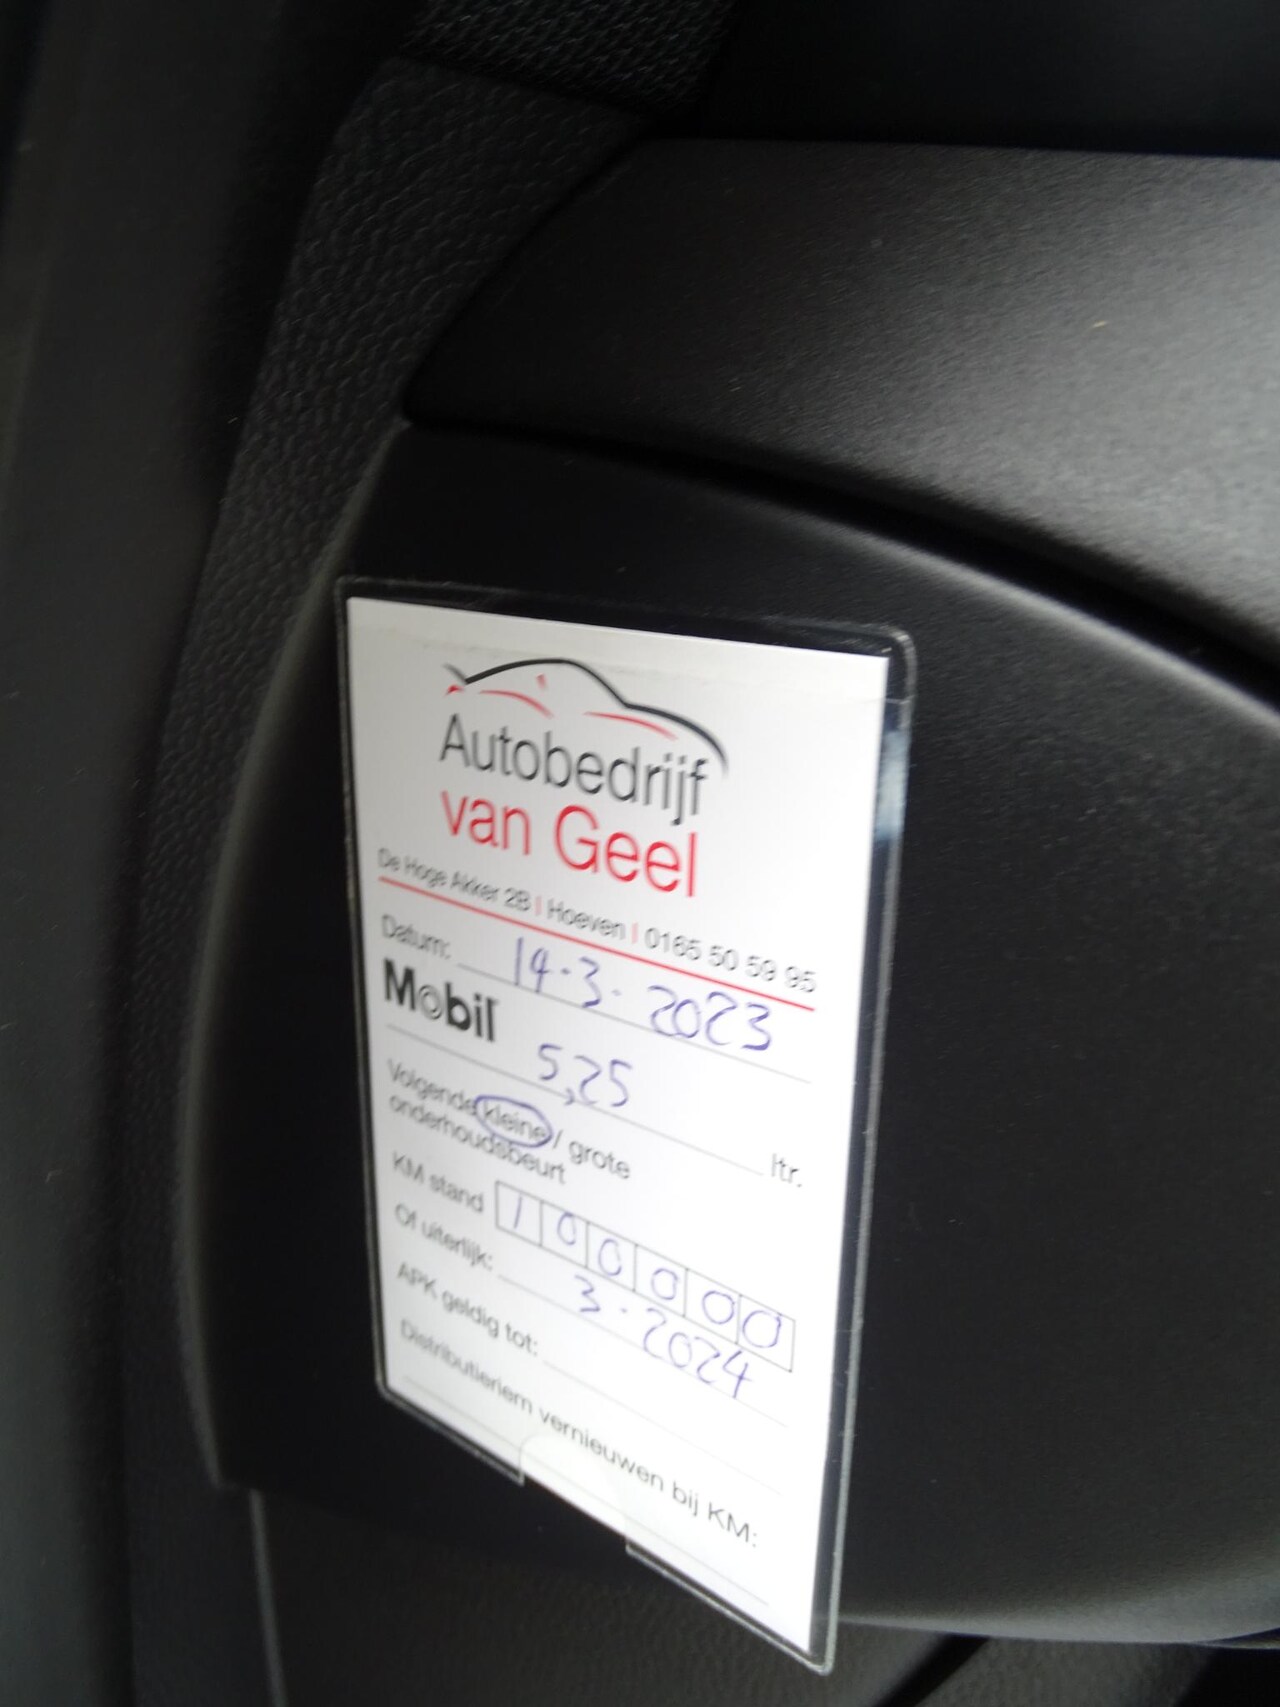 Autobedrijf
van Geel
De Hoge Akker 2B | Hoeven | 0165 50 59 95
Datum: 14-3-2023
Mobil 5,25 ltr.
Volgende kleine / grote
onderhoudsbeurt
KM stand 100000
Of uiterlijk: 3-2024
APK geldig tot:
Distributieriem vernieuwen bij KM: